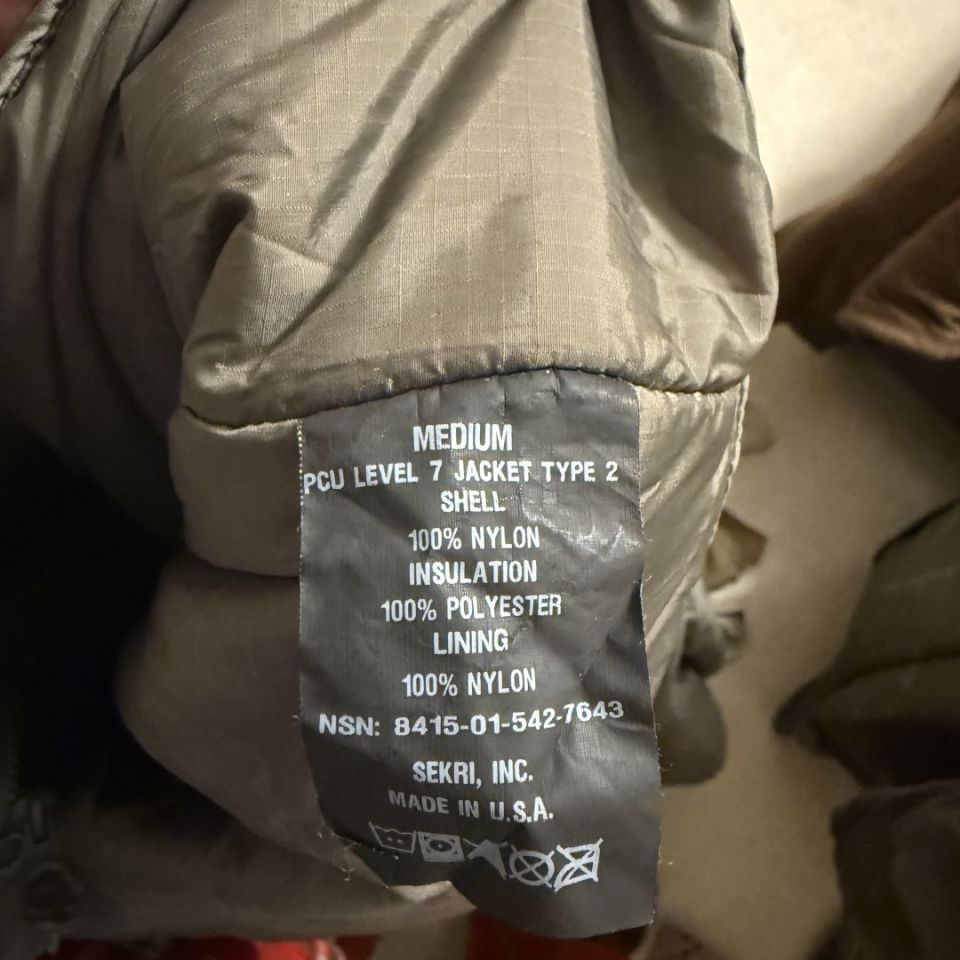 MEDIUM
PCU LEVEL 7 JACKET TYPE 2
SHELL
100% NYLON
INSULATION
100% POLYESTER
LINING
100% NYLON
NSN: 8415-01-542-7643
SEKRI, INC.
MADE IN U.S.A.